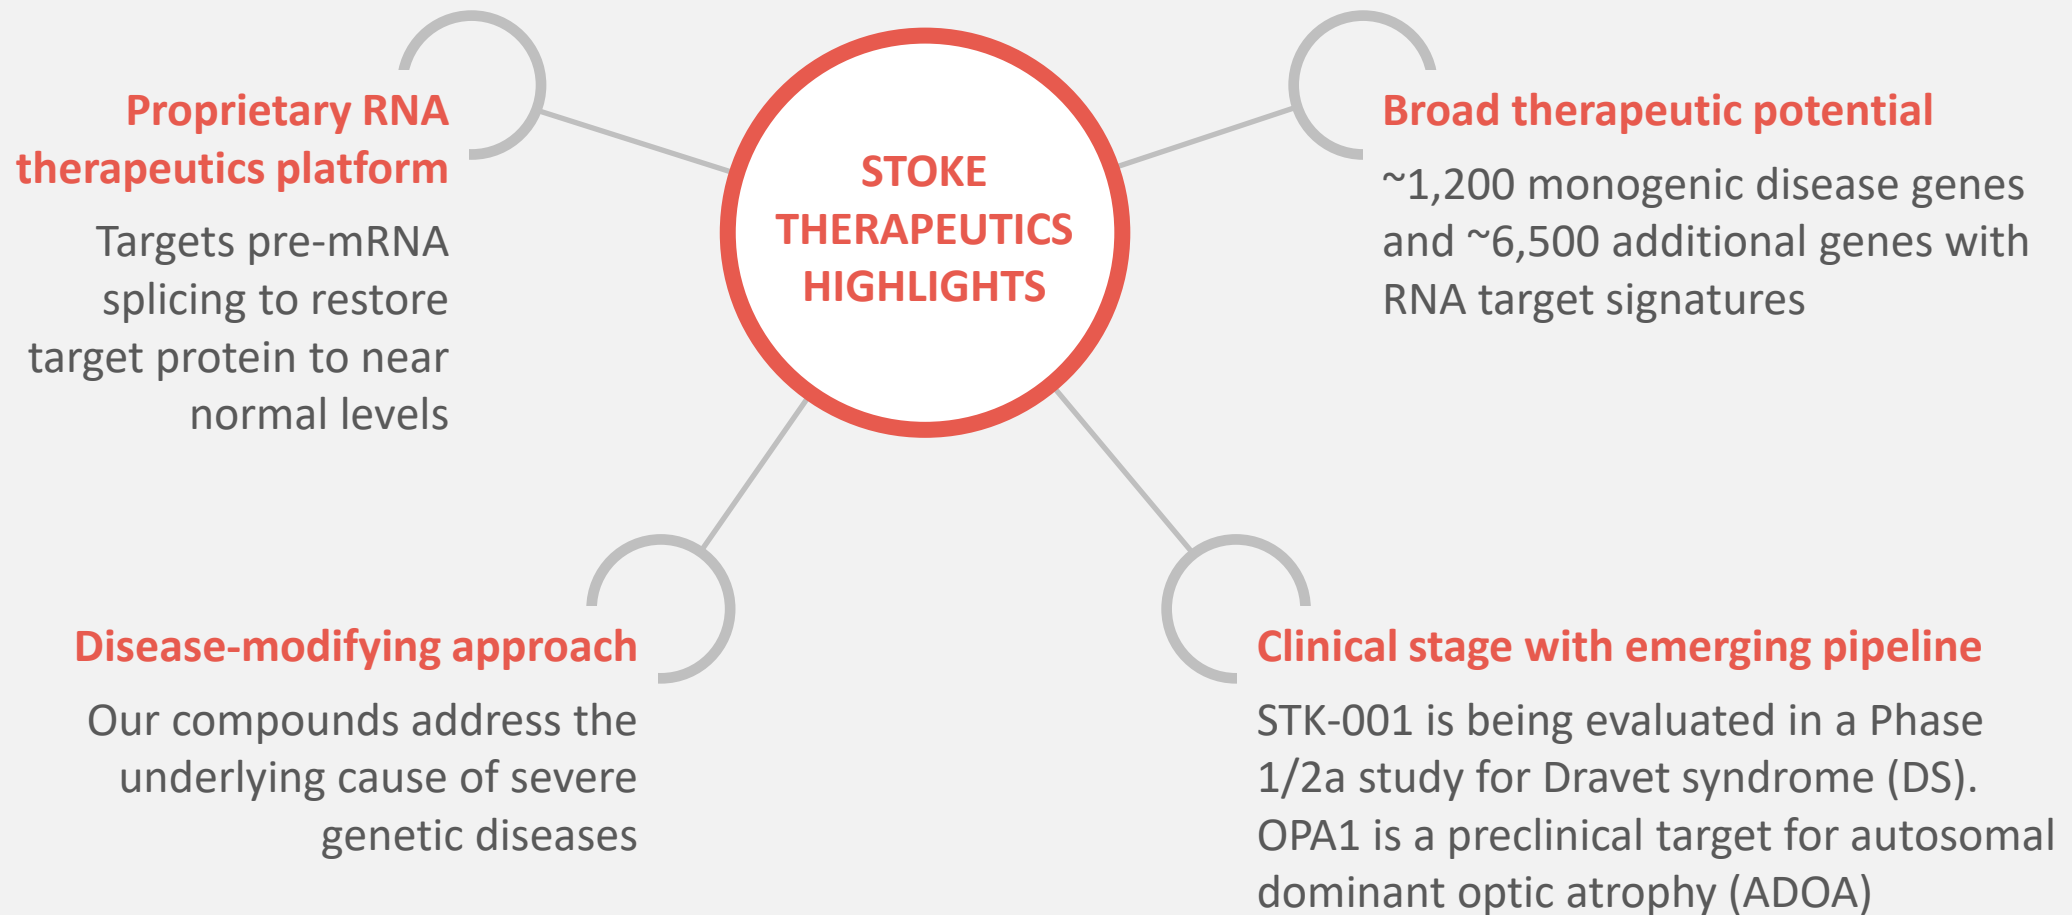 STOKE
THERAPEUTICS
HIGHLIGHTS
Proprietary RNA
therapeutics platform
Targets pre-mRNA
splicing to restore
target protein to near
normal levels
Broad therapeutic potential
~1,200 monogenic disease genes
and ~6,500 additional genes with
RNA target signatures
Disease-modifying approach
Our compounds address the
underlying cause of severe
genetic diseases
Clinical stage with emerging pipeline
STK-001 is being evaluated in a Phase
1/2a study for Dravet syndrome (DS).
OPA1 is a preclinical target for autosomal
dominant optic atrophy (ADOA)